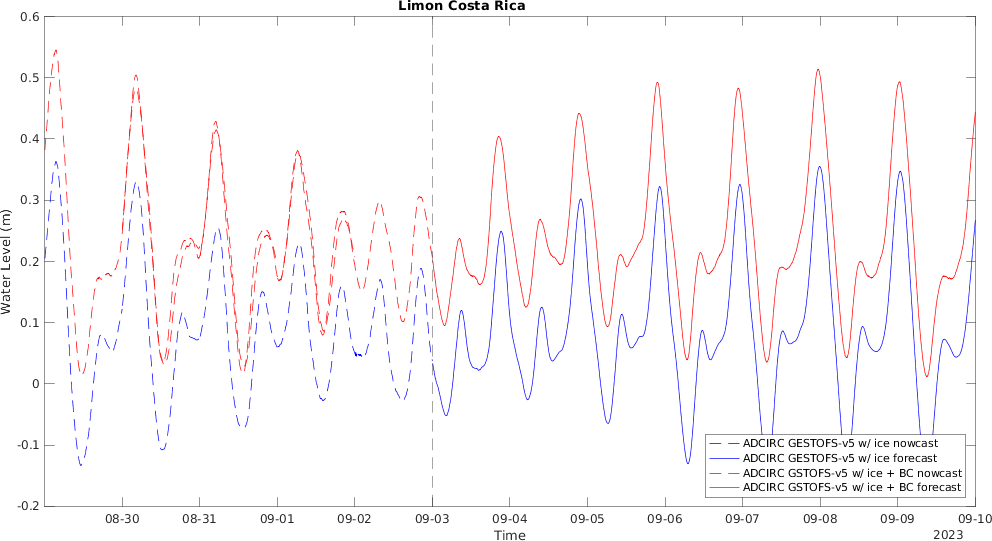 Limon Costa Rica
0.6
0.5
0.4
0.3
0.2
0.1
0
-0.1
-0.2
Water Level (m)
ADCIRC GESTOFS-v5 w/ ice nowcast
ADCIRC GESTOFS-v5 w/ ice forecast
ADCIRC GSTOFS-v5 w/ ice + BC nowcast
ADCIRC GSTOFS-v5 w/ ice + BC forecast
08-30 08-31 09-01 09-02 09-03 09-04 09-05 09-06 09-07 09-08 09-09 09-10
Time
2023